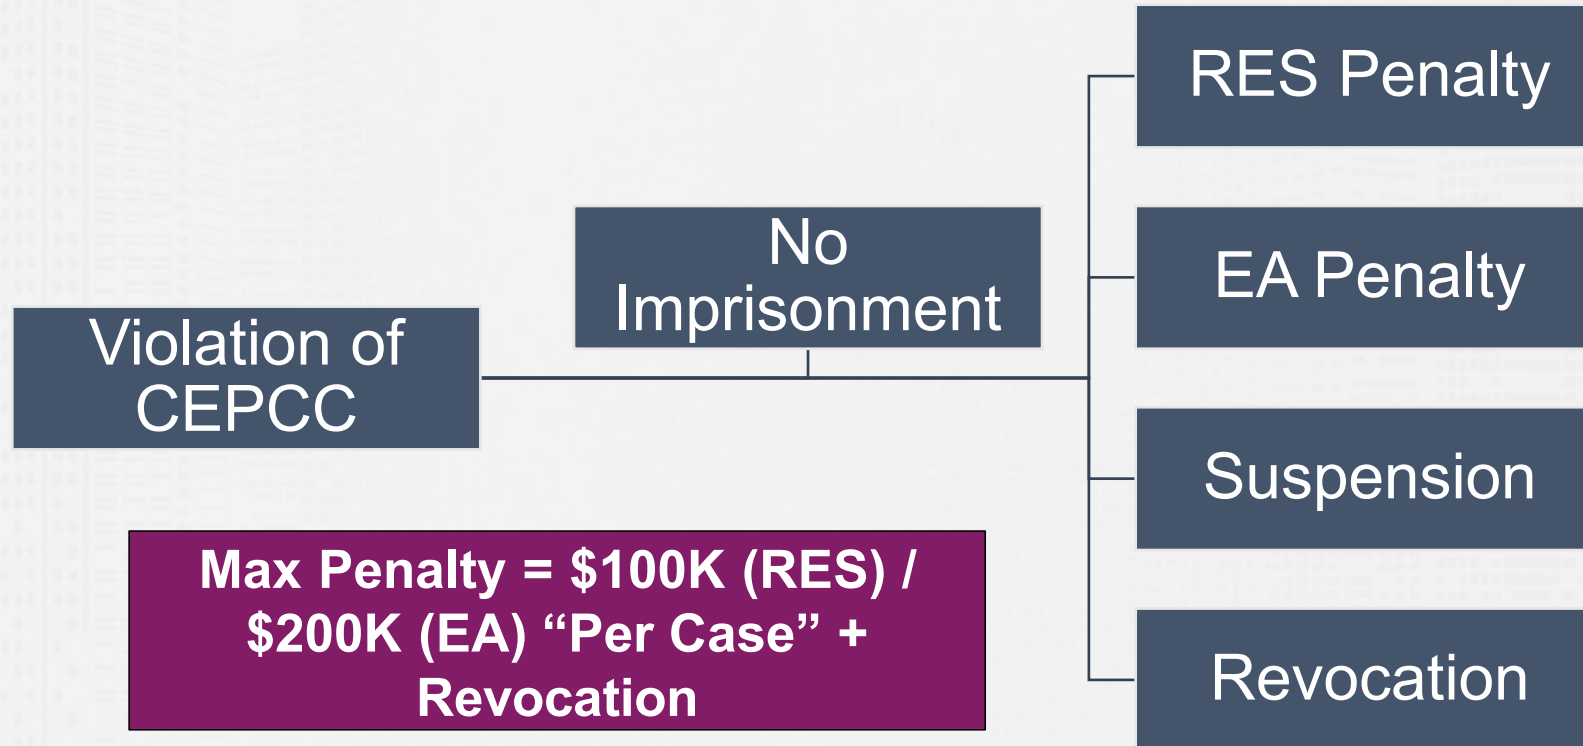 Violation of
CEPCC
No
Imprisonment
RES Penalty
EA Penalty
Suspension
Revocation
Max Penalty = $100K (RES) /
$200K (EA) “Per Case” +
Revocation